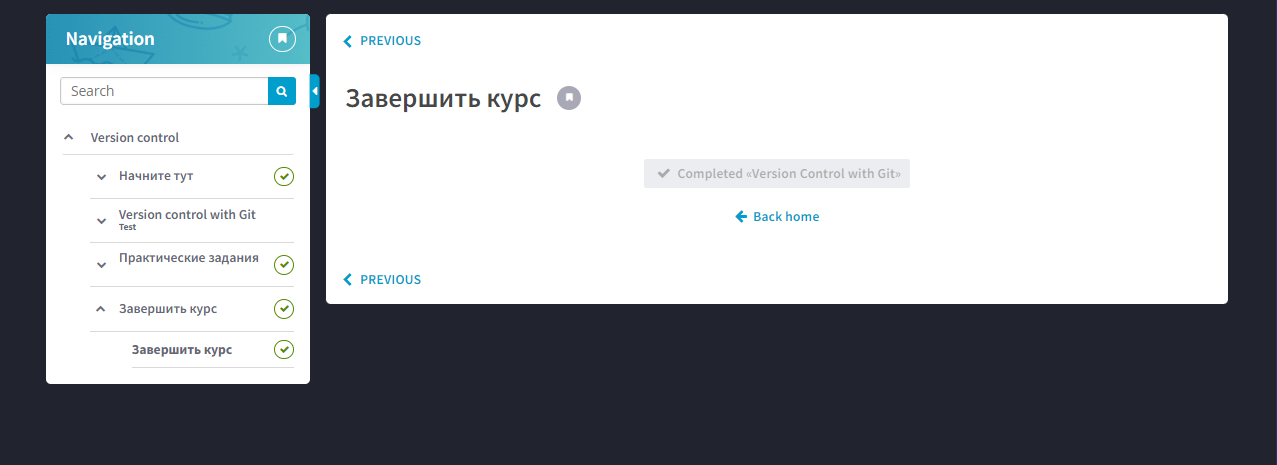 Navigation
Search
Version control
Начните тут
Version control with Git
Test
Практические задания
Завершить курс
Завершить курс
PREVIOUS
Завершить курс
Completed «Version Control with Git»
Back home
PREVIOUS